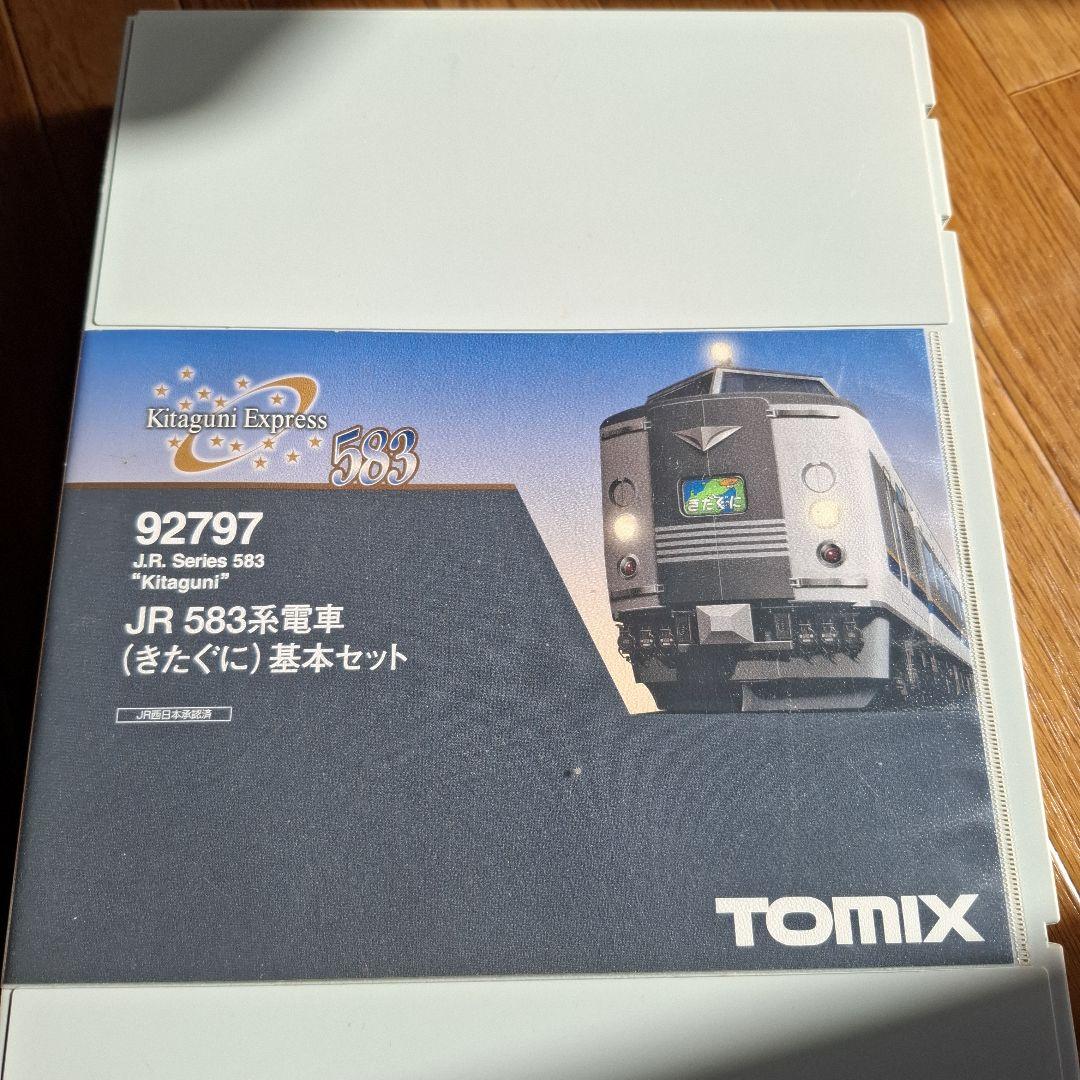 Kitaguni Express
583
きたぐに
92797
J.R. Series 583
“Kitaguni”
JR 583系電車
(きたぐに) 基本セット
JR西日本承認済
TOMIX